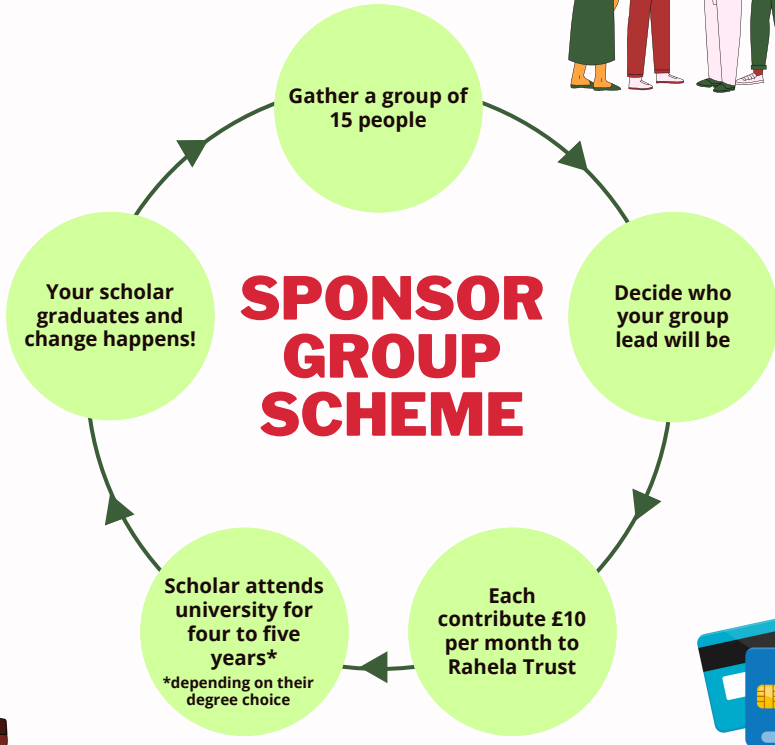 Gather a group of
15 people
Your scholar
graduates and
change happens!
SPONSOR
GROUP
SCHEME
Decide who
your group
lead will be
Scholar attends
university for
four to five
years*
*depending on their
degree choice
Each
contribute £10
per month to
Rahela Trust